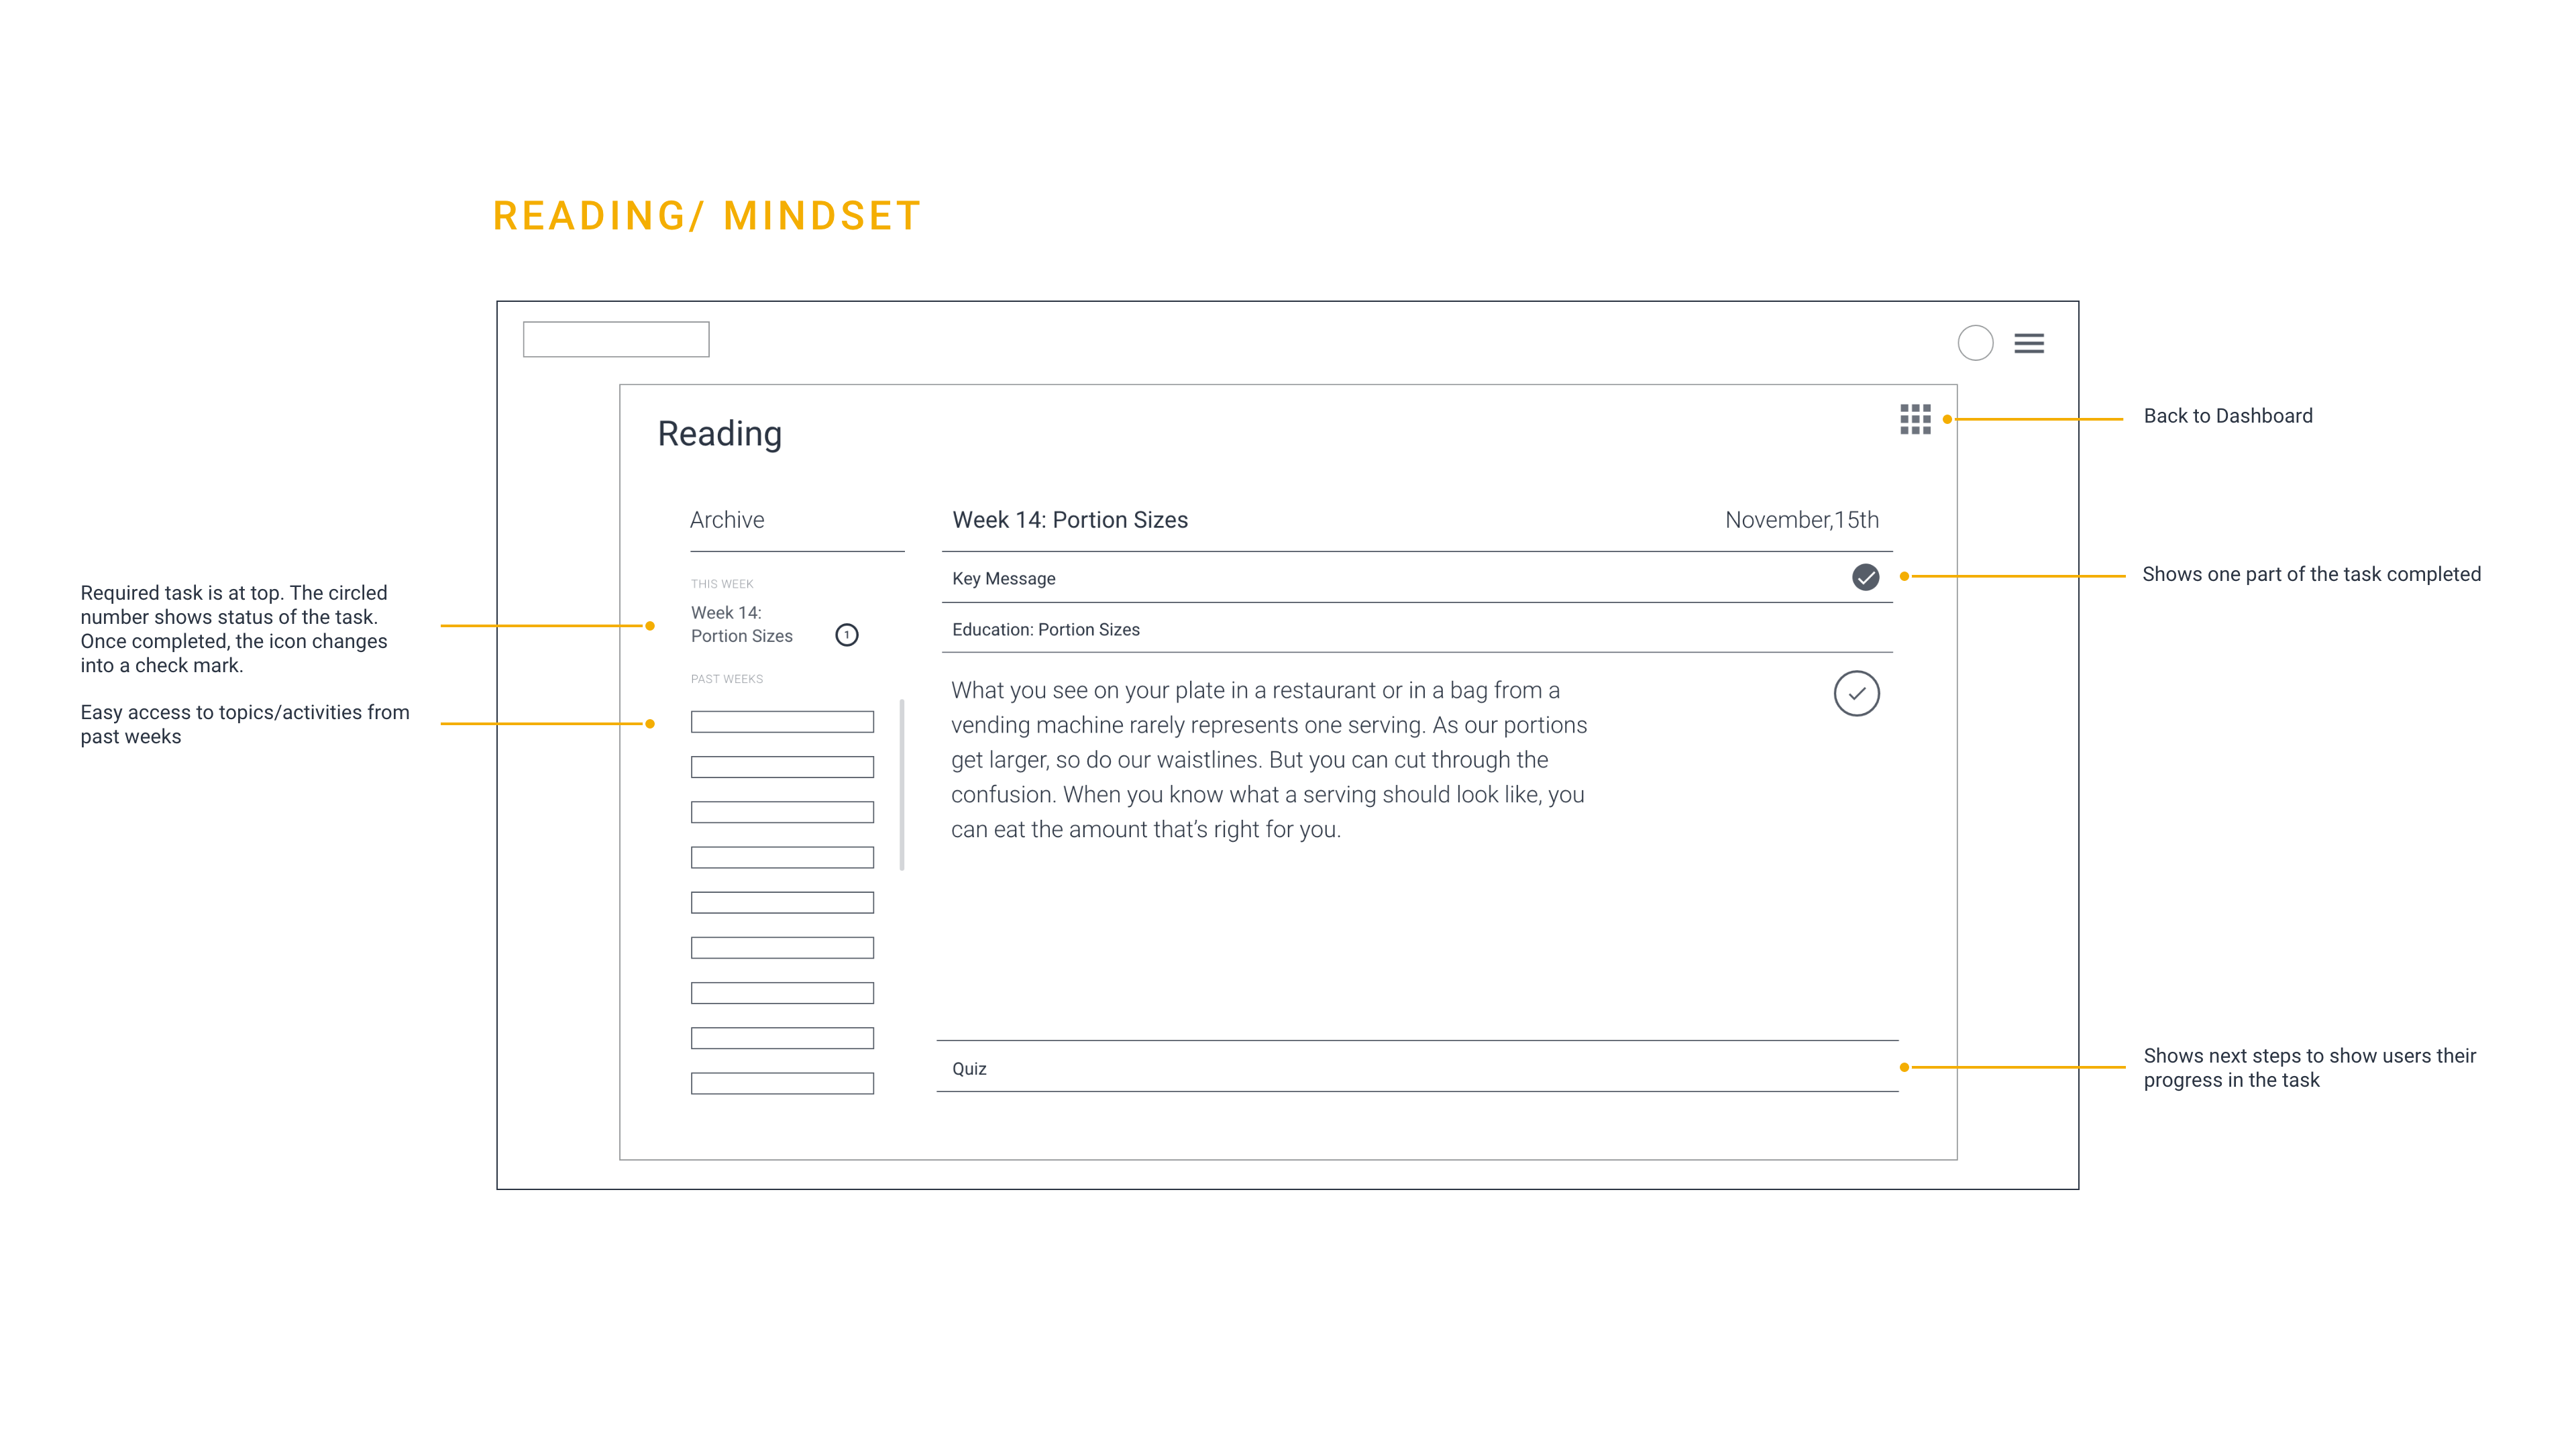 READING/ MINDSET
Reading
Back to Dashboard
Archive
Week 14: Portion Sizes
November,15th
THIS WEEK
Week 14:
Portion Sizes
1
PAST WEEKS
Key Message
Shows one part of the task completed
Education: Portion Sizes
Required task is at top. The circled
number shows status of the task.
Once completed, the icon changes
into a check mark.
Easy access to topics/activities from
past weeks
What you see on your plate in a restaurant or in a bag from a
vending machine rarely represents one serving. As our portions
get larger, so do our waistlines. But you can cut through the
confusion. When you know what a serving should look like, you
can eat the amount that’s right for you.
Quiz
Shows next steps to show users their
progress in the task